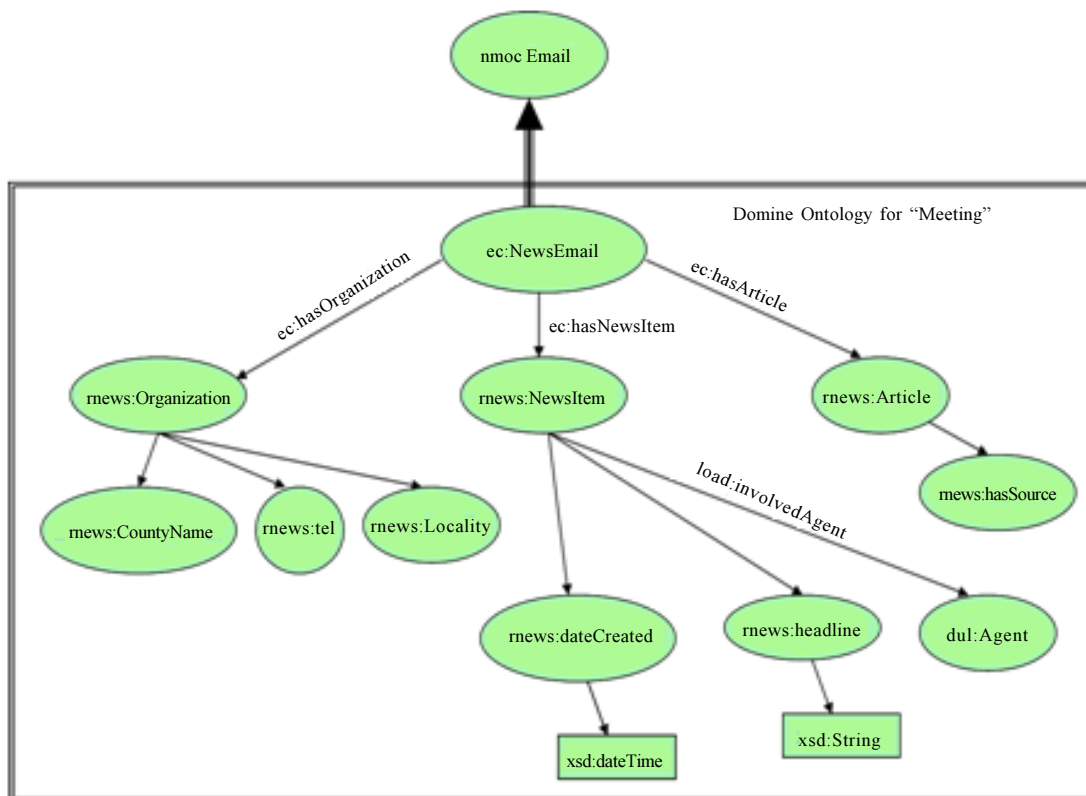 nmoc Email
Domine Ontology for “Meeting”
ec:NewsEmail
ec:hasOrganization
ec:hasNewsItem
ec:hasArticle
rnews:Organization
rnews:NewsItem
rnews:Article
load:involvedAgent
rnews:hasSource
rnews:CountyName
rnews:tel
rnews:Locality
rnews:dateCreated
rnews:headline
dul:Agent
xsd:dateTime
xsd:String